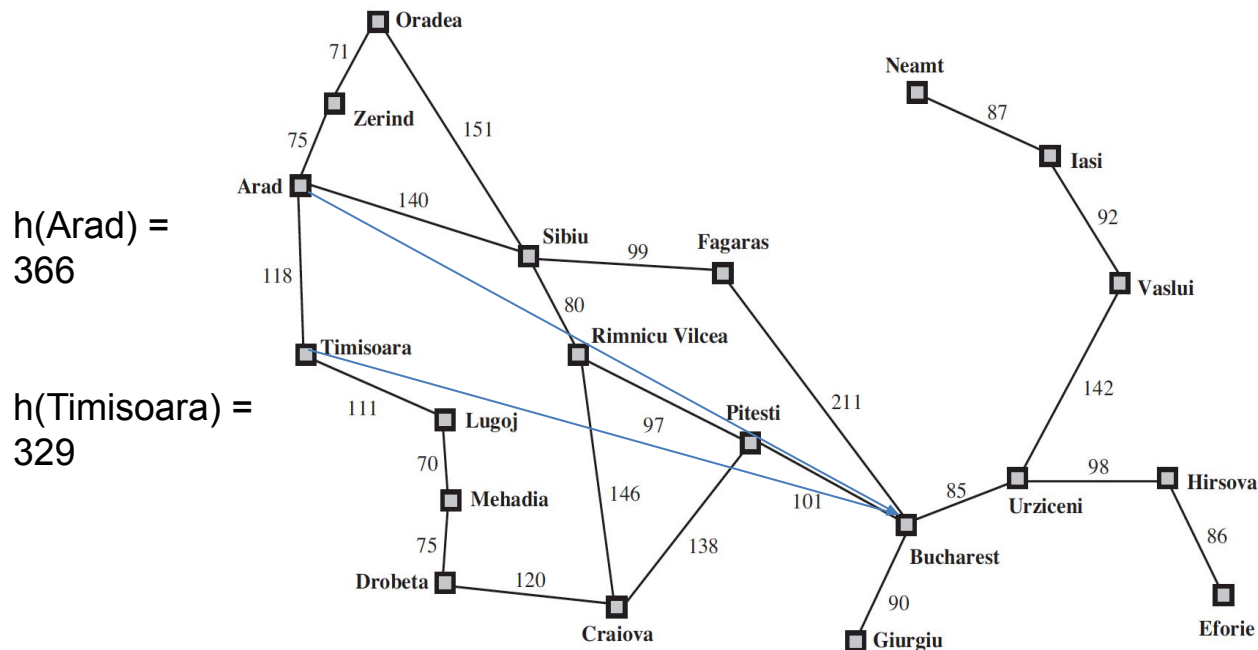 Oradea
71
Neamt
87
Zerind
151
75
Iasi
Arad
140
92
h(Arad) =
366
Sibiu
99
Fagaras
118
80
Vaslui
Rimnicu Vilcea
Timisoara
142
211
h(Timisoara) =
329
111
Lugoj
97
Pitesti
70
146
98
Hirsova
85
Mehadia
101
Urziceni
75
138
86
Bucharest
Drobeta
120
90
Eforie
Craiova
Giurgiu